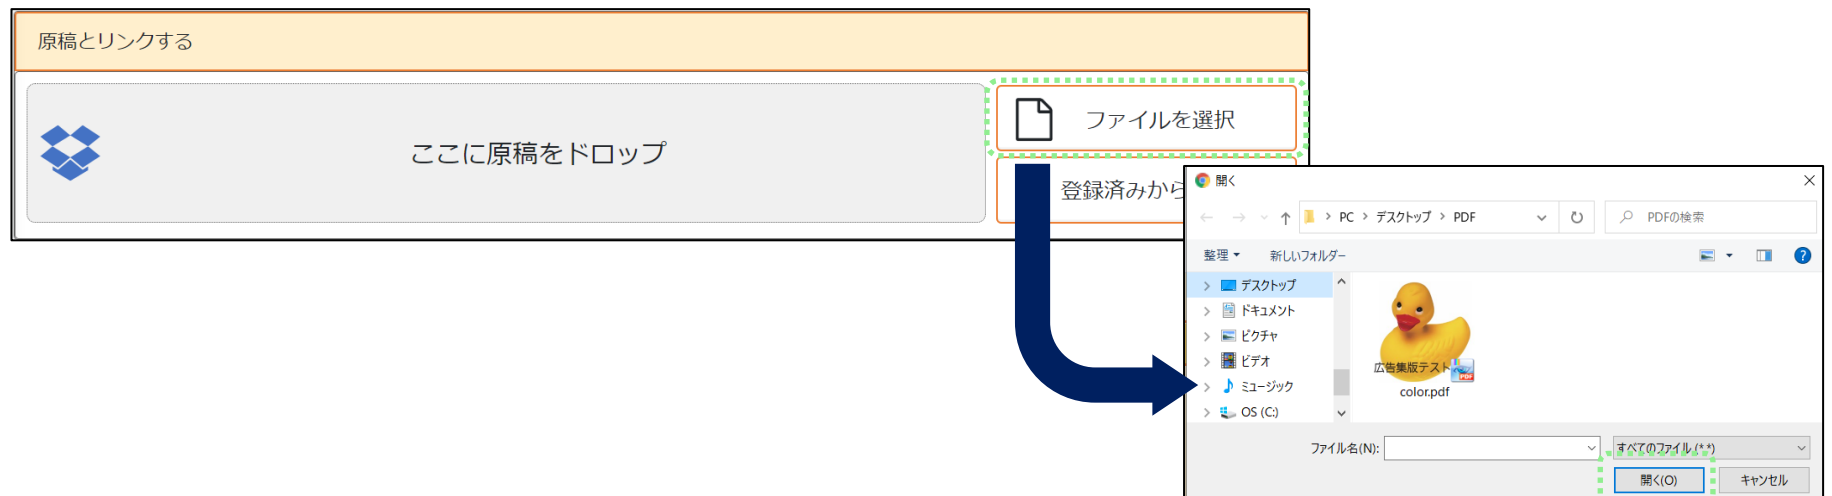 原稿とリンクする
ここに原稿をドロップ
ファイルを選択
登録済みから
開く
PC > デスクトップ > PDF
PDFの検索
整理
新しいフォルダー
デスクトップ
ドキュメント
ピクチャ
ビデオ
ミュージック
OS (C:)
広告集版テスト
PDF
color.pdf
ファイル名(N):
すべてのファイル (*.*)
開く(O)
キャンセル